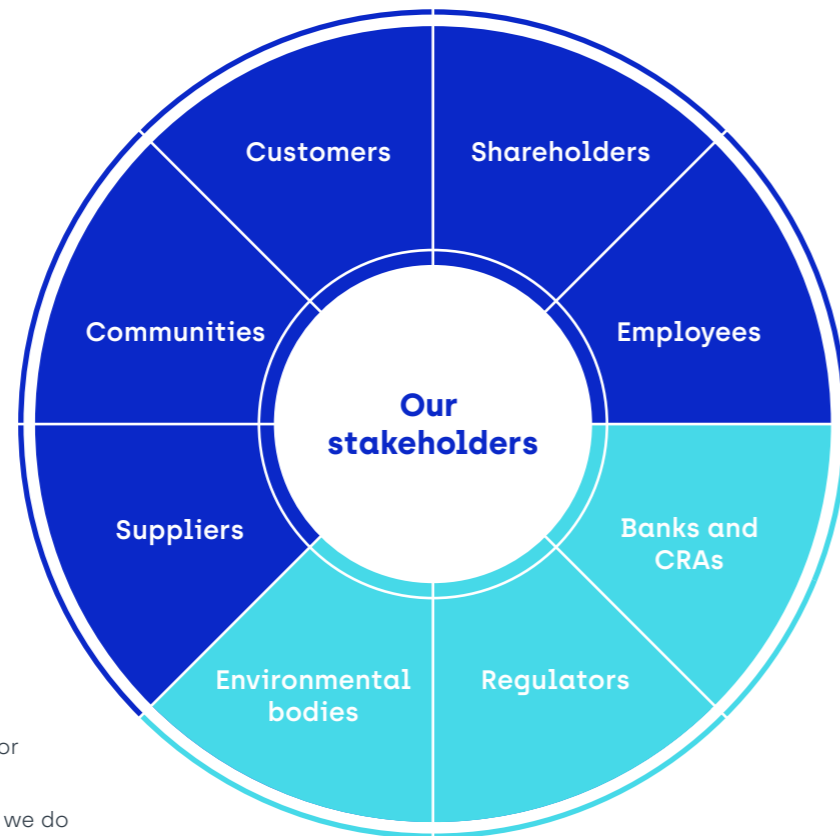 Customers
Shareholders
Communities
Employees
Our
stakeholders
Suppliers
Banks and
CRAs
Environmental
bodies
Regulators
or
we do